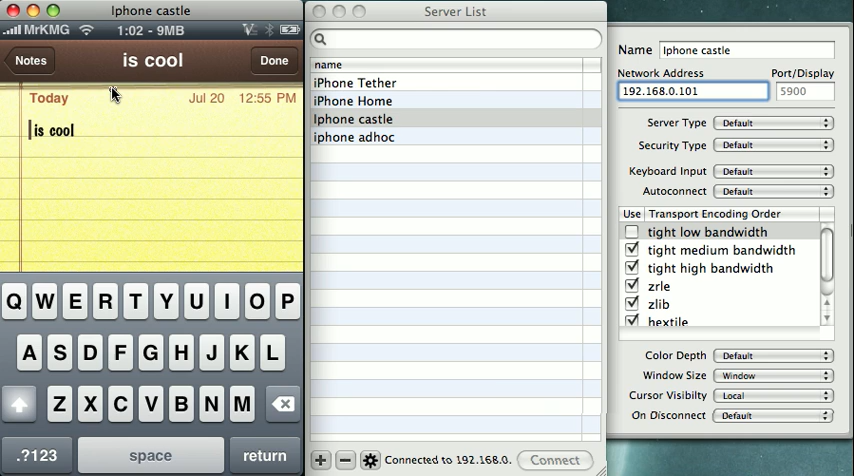 Iphone castle
MrKMG 1:02 - 9MB
Notes is cool Done
Today Jul 20 12:55 PM
is cool
Q W E R T Y U I O P
A S D F G H J K L
Z X C V B N M
.?123 space return
Server List
name
iPhone Tether
iPhone Home
Iphone castle
iphone adhoc
Connected to 192.168.0. Connect
Name Iphone castle
Network Address Port/Display
192.168.0.101 5900
Server Type Default
Security Type Default
Keyboard Input Default
Autoconnect Default
Use Transport Encoding Order
tight low bandwidth
tight medium bandwidth
tight high bandwidth
zrle
zlib
hextile
Color Depth Default
Window Size Window
Cursor Visibilty Local
On Disconnect Default